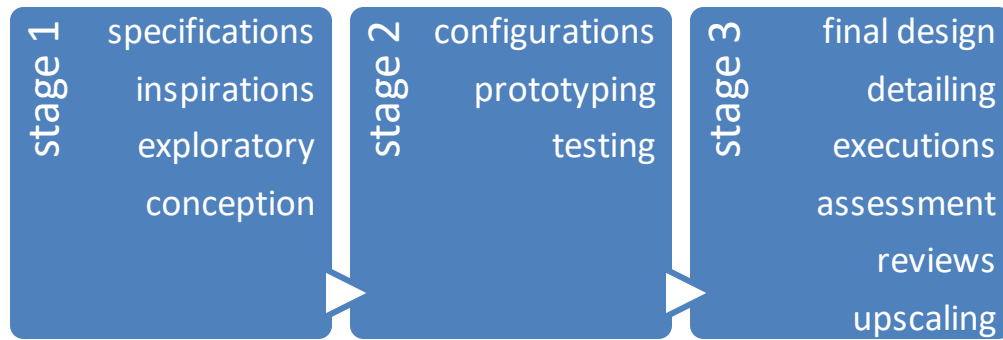 stage 1
specifications
inspirations
exploratory
conception
stage 2
configurations
prototyping
testing
stage 3
final design
detailing
executions
assessment
reviews
upscaling